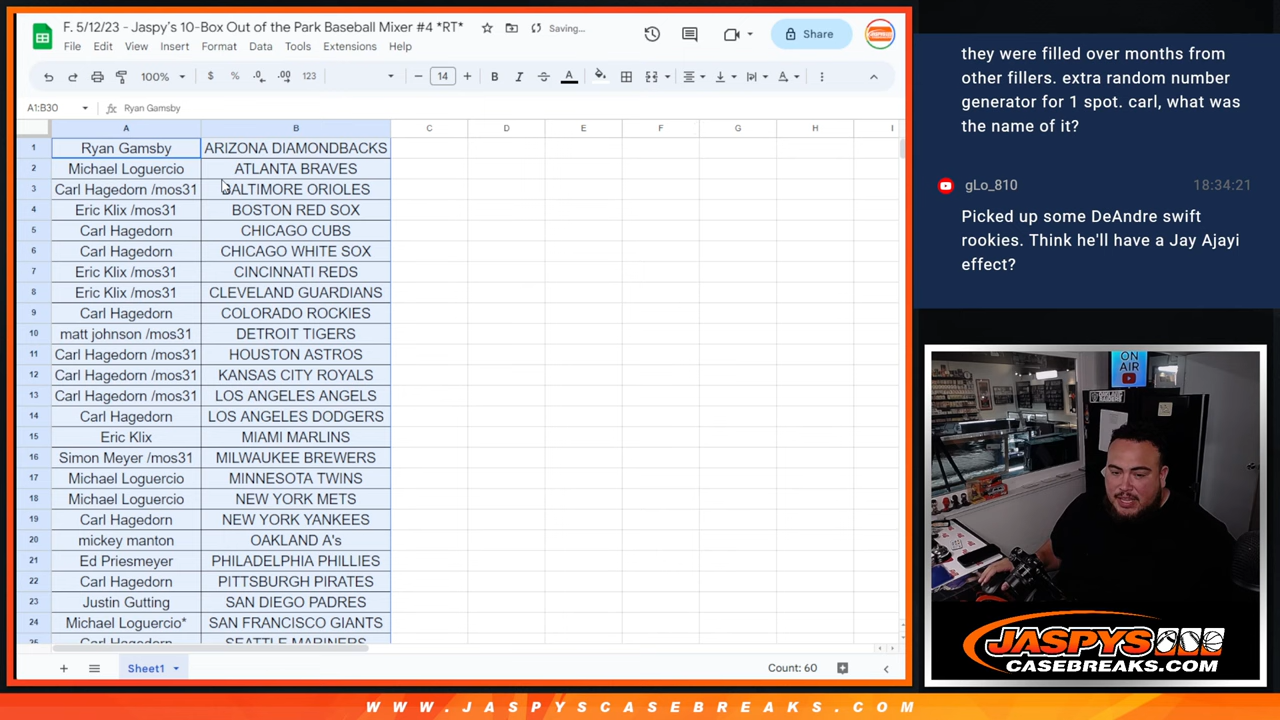 F. 5/12/23 - Jaspy's 10-Box Out of the Park Baseball Mixer #4 *RT*
Saving...
Share
File Edit View Insert Format Data Tools Extensions Help
100% $ % .0 .00 123 14 B I A
A1:B30 fx Ryan Gamsby
A B C D E F G H I
1 Ryan Gamsby ARIZONA DIAMONDBACKS
2 Michael Loguercio ATLANTA BRAVES
3 Carl Hagedorn /mos31 BALTIMORE ORIOLES
4 Eric Klix /mos31 BOSTON RED SOX
5 Carl Hagedorn CHICAGO CUBS
6 Carl Hagedorn CHICAGO WHITE SOX
7 Eric Klix /mos31 CINCINNATI REDS
8 Eric Klix /mos31 CLEVELAND GUARDIANS
9 Carl Hagedorn COLORADO ROCKIES
10 matt johnson /mos31 DETROIT TIGERS
11 Carl Hagedorn /mos31 HOUSTON ASTROS
12 Carl Hagedorn /mos31 KANSAS CITY ROYALS
13 Carl Hagedorn /mos31 LOS ANGELES ANGELS
14 Carl Hagedorn LOS ANGELES DODGERS
15 Eric Klix MIAMI MARLINS
16 Simon Meyer /mos31 MILWAUKEE BREWERS
17 Michael Loguercio MINNESOTA TWINS
18 Michael Loguercio NEW YORK METS
19 Carl Hagedorn NEW YORK YANKEES
20 mickey manton OAKLAND A's
21 Ed Priesmeyer PHILADELPHIA PHILLIES
22 Carl Hagedorn PITTSBURGH PIRATES
23 Justin Gutting SAN DIEGO PADRES
24 Michael Loguercio* SAN FRANCISCO GIANTS
25 Carl Hagedorn SEATTLE MARINERS
Sheet1
Count: 60
they were filled over months from
other fillers. extra random number
generator for 1 spot. carl, what was
the name of it?
gLo_810 18:34:21
Picked up some DeAndre swift
rookies. Think he'll have a Jay Ajayi
effect?
ON
AIR
JASPYS
CASEBREAKS.COM
WWW.JASPYSCASEBREAKS.COM